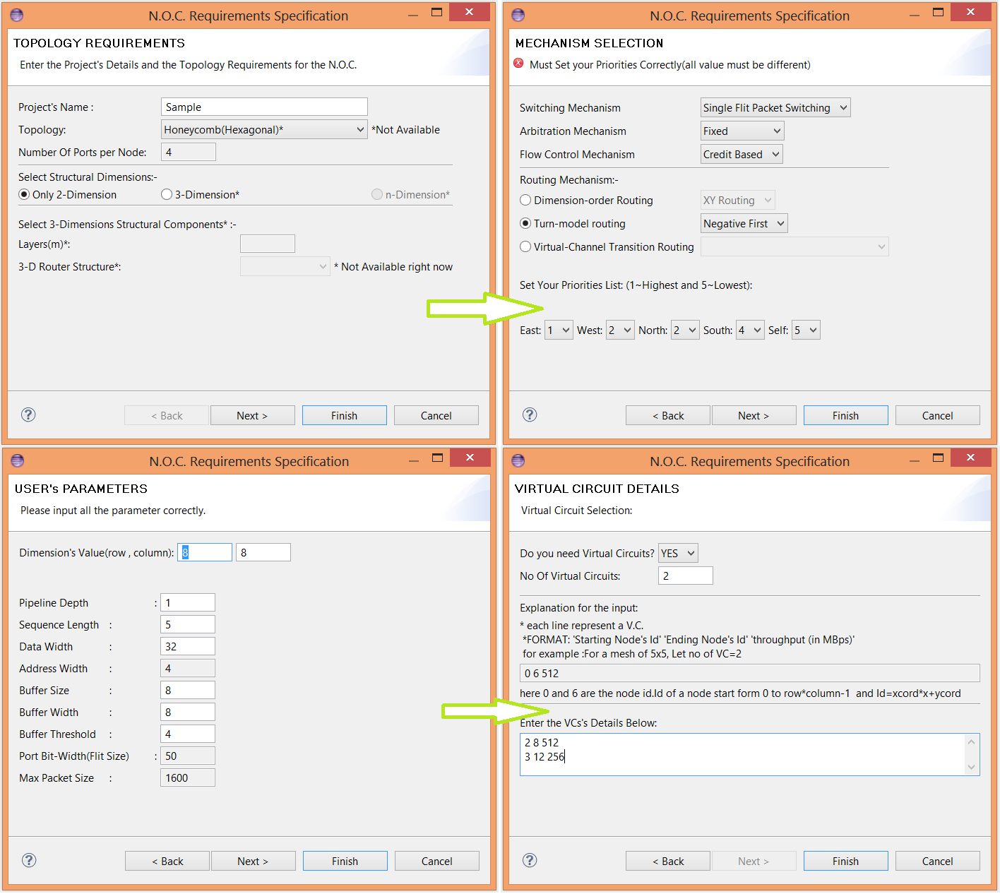 N.O.C. Requirements Specification
TOPOLOGY REQUIREMENTS
Enter the Project's Details and the Topology Requirements for the N.O.C.
Project's Name : Sample
Topology: Honeycomb(Hexagonal)* *Not Available
Number Of Ports per Node: 4
Select Structural Dimensions:-
Only 2-Dimension 3-Dimension* n-Dimension*
Select 3-Dimensions Structural Components* :-
Layers(m)*:
3-D Router Structure*: * Not Available right now
< Back Next > Finish Cancel
N.O.C. Requirements Specification
MECHANISM SELECTION
Must Set your Priorities Correctly(all value must be different)
Switching Mechanism Single Flit Packet Switching
Arbitration Mechanism Fixed
Flow Control Mechanism Credit Based
Routing Mechanism:-
Dimension-order Routing XY Routing
Turn-model routing Negative First
Virtual-Channel Transition Routing
Set Your Priorities List: (1~Highest and 5~Lowest):
East: 1 West: 2 North: 2 South: 4 Self: 5
< Back Next > Finish Cancel
N.O.C. Requirements Specification
USER's PARAMETERS
Please input all the parameter correctly.
Dimension's Value(row , column): 8 8
Pipeline Depth : 1
Sequence Length : 5
Data Width : 32
Address Width : 4
Buffer Size : 8
Buffer Width : 8
Buffer Threshold : 4
Port Bit-Width(Flit Size) : 50
Max Packet Size : 1600
< Back Next > Finish Cancel
N.O.C. Requirements Specification
VIRTUAL CIRCUIT DETAILS
Virtual Circuit Selection:
Do you need Virtual Circuits? YES
No Of Virtual Circuits: 2
Explanation for the input:
* each line represent a V.C.
*FORMAT: 'Starting Node's Id' 'Ending Node's Id' 'throughput (in MBps)'
for example :For a mesh of 5x5, Let no of VC=2
0 6 512
here 0 and 6 are the node id.Id of a node start form 0 to row*column-1 and Id=xcord*x+ycord
Enter the VCs's Details Below:
2 8 512
3 12 256
< Back Next > Finish Cancel